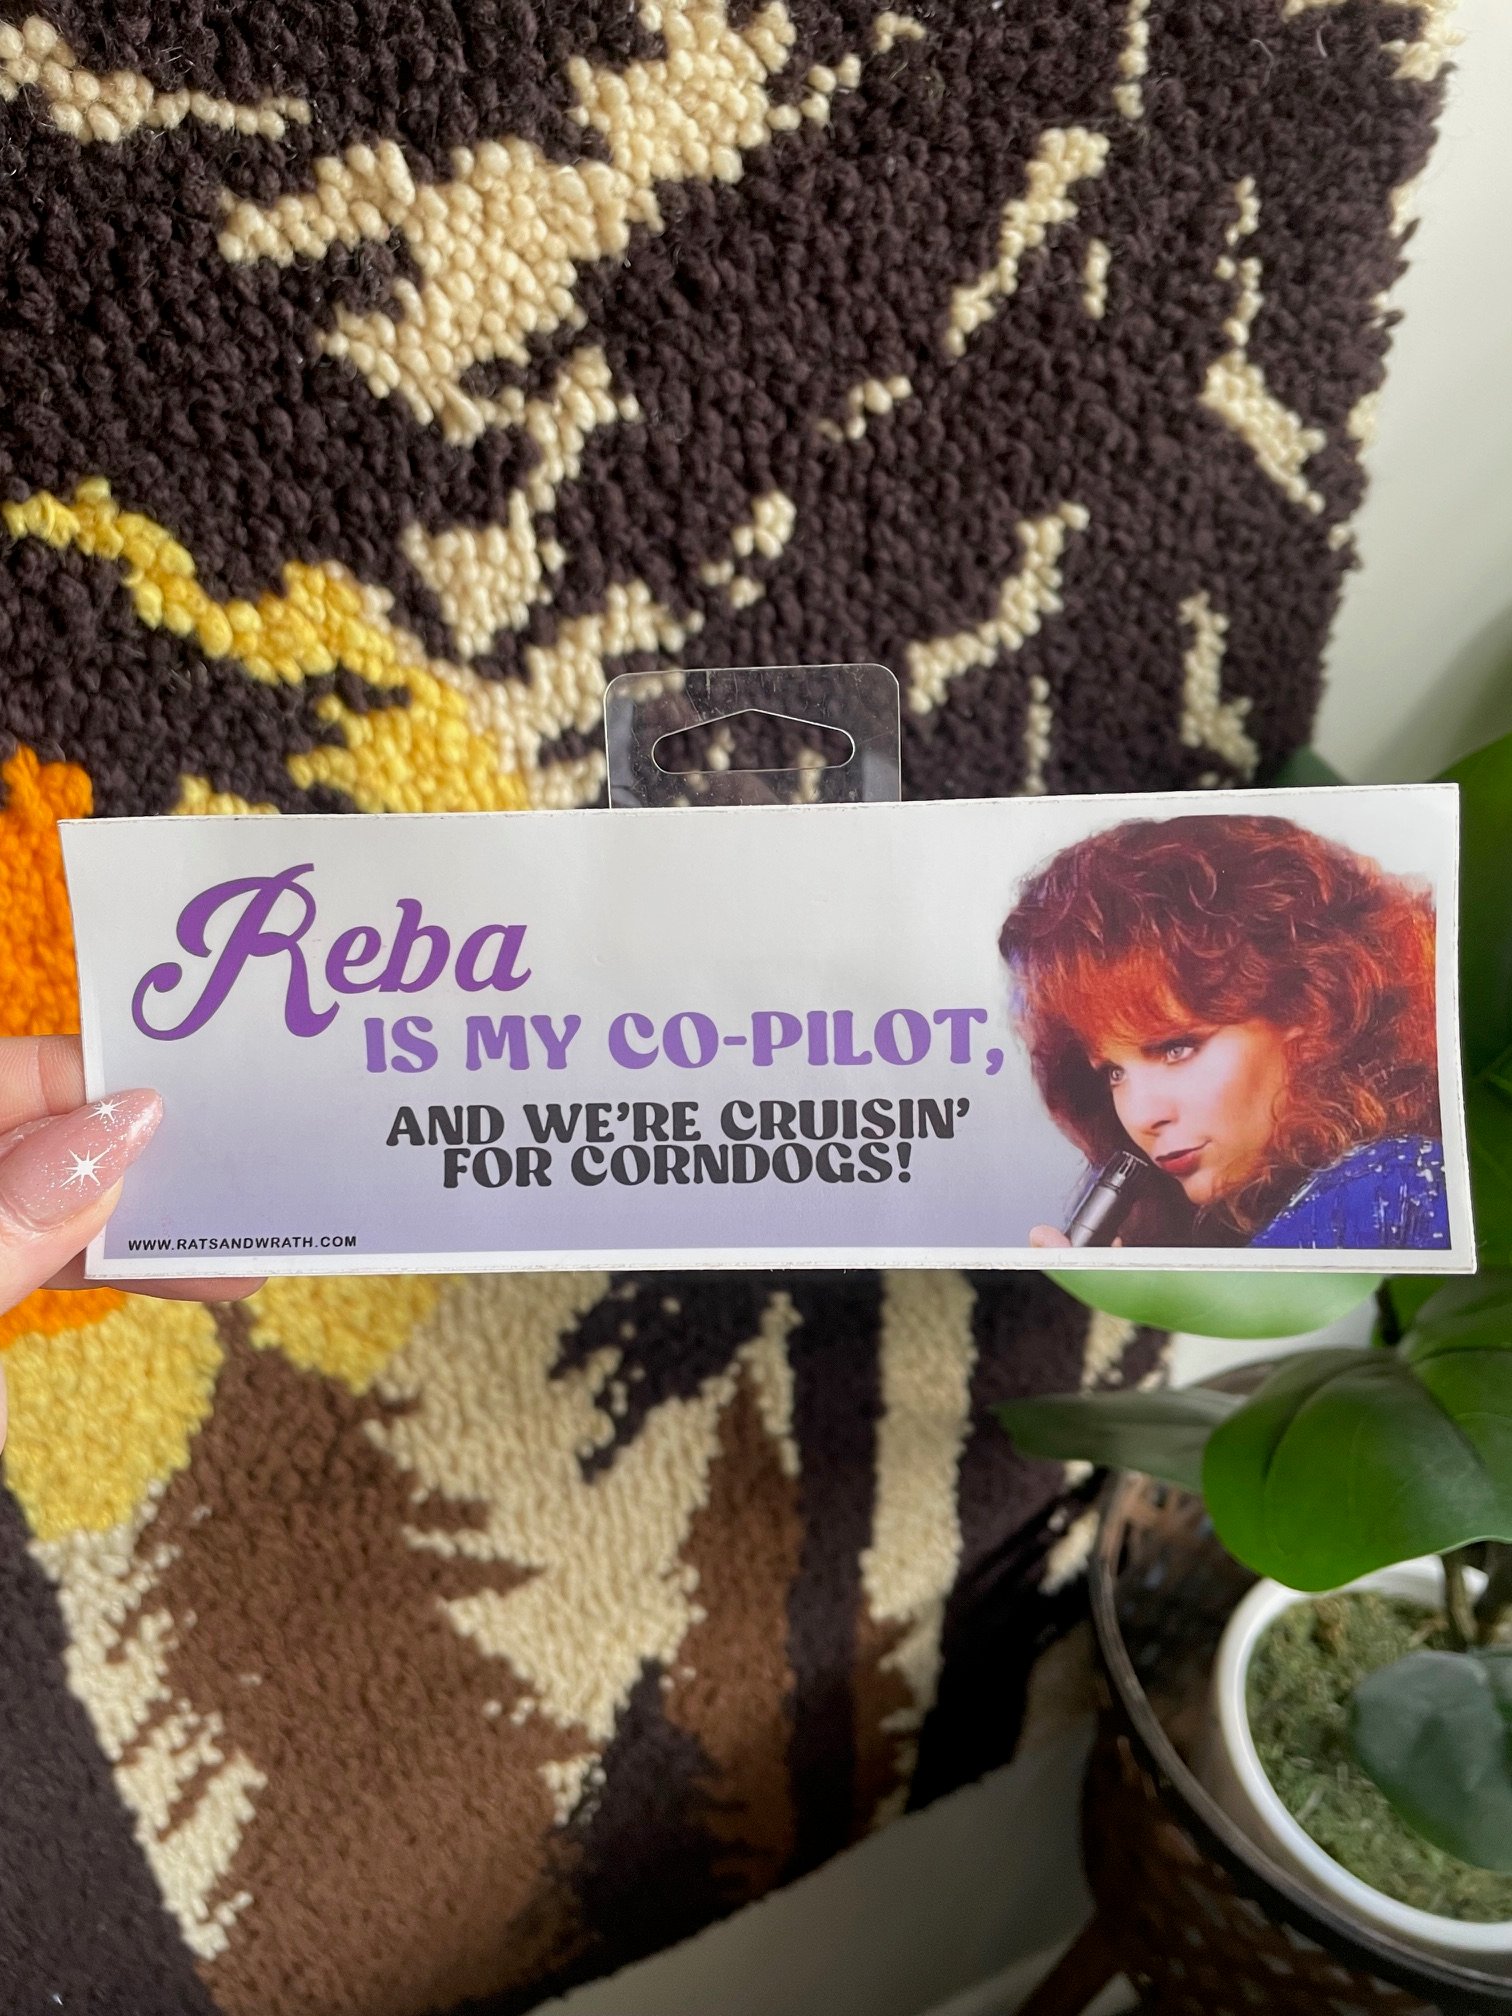 Reba
IS MY CO-PILOT,
AND WE'RE CRUISIN'
FOR CORNDOGS!
WWW.RATSANDWRATH.COM